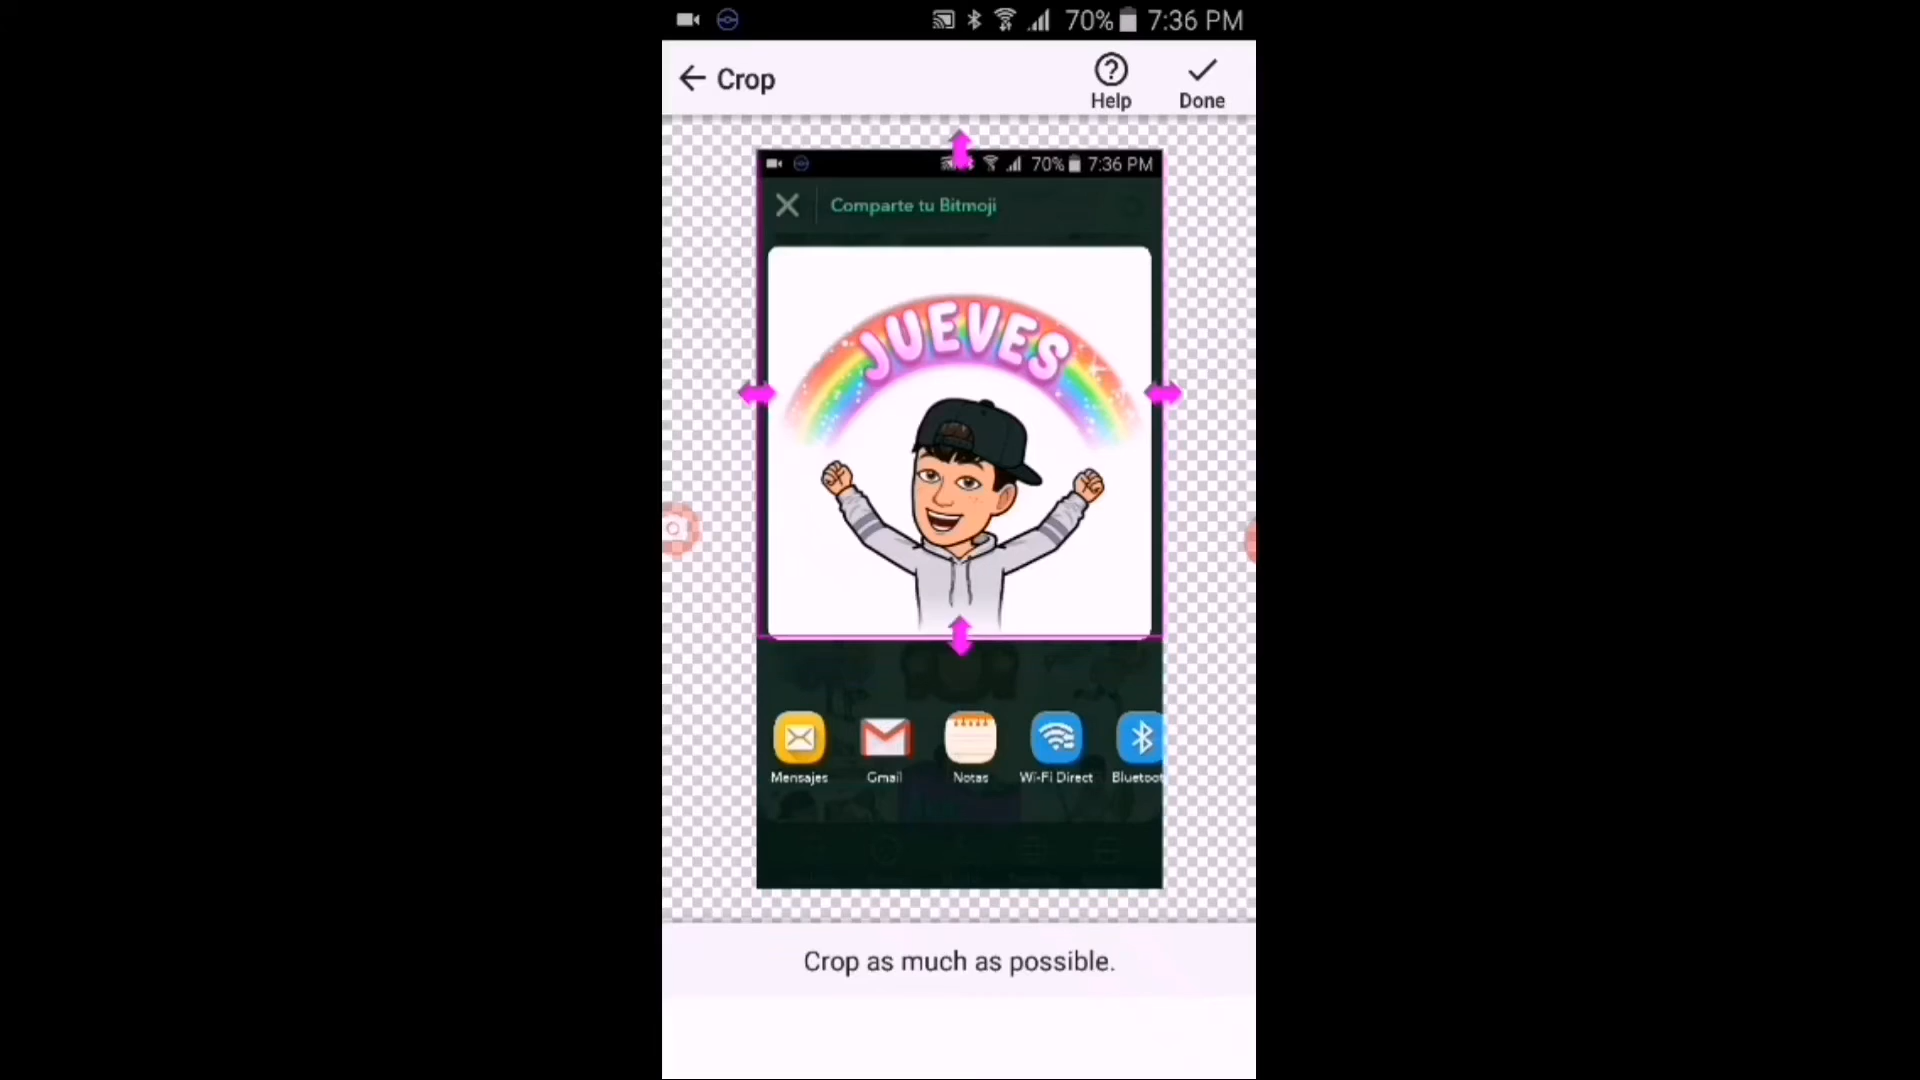 70% 7:36 PM
Crop
Help
Done
70% 7:36 PM
Comparte tu Bitmoji
JUEVES
Mensajes
Gmail
Notas
Wi-Fi Direct
Bluetoot
Crop as much as possible.